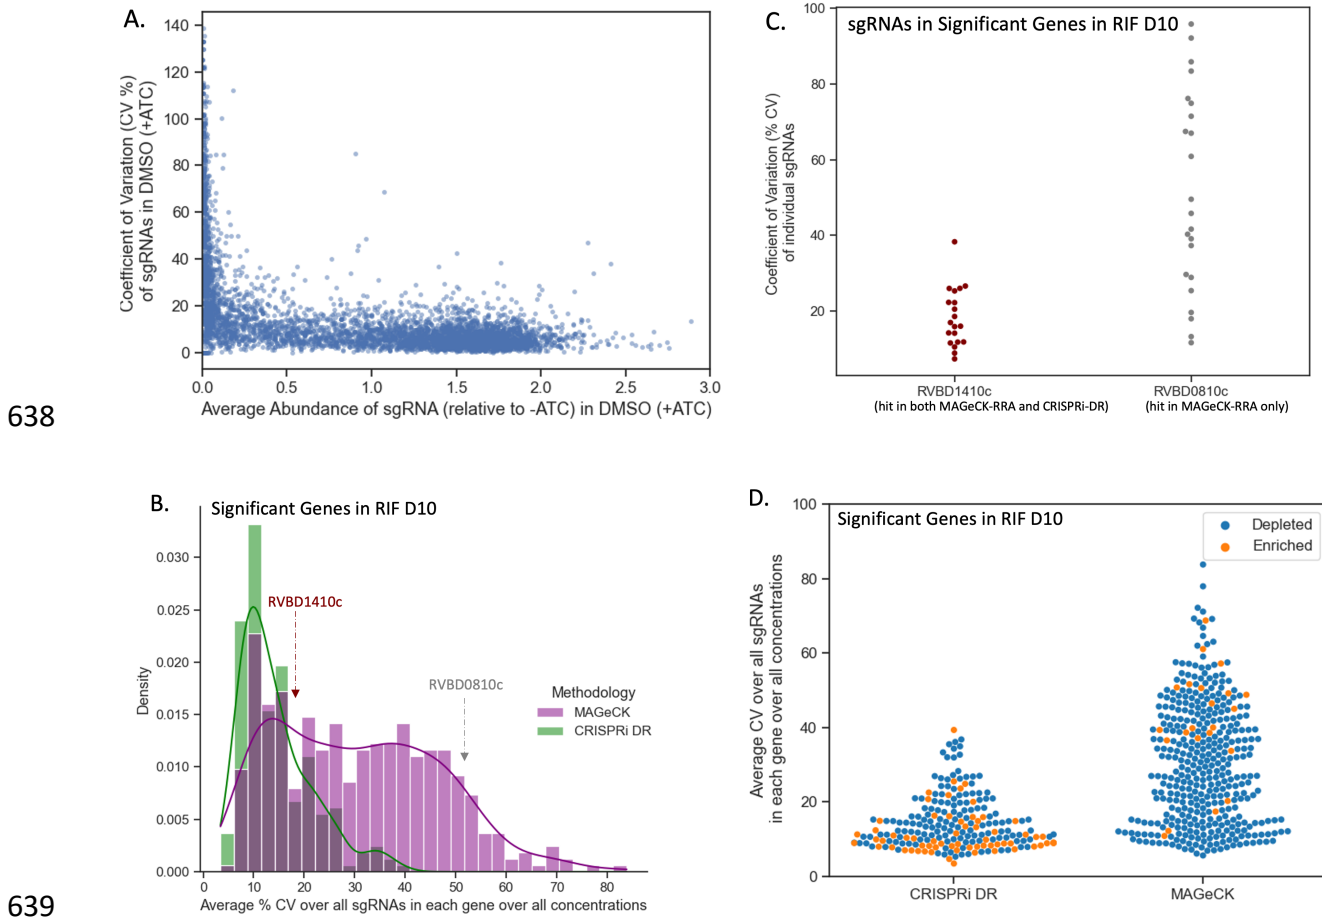 A.
Coefficient of Variation (CV %)
of sgRNAs in DMSO (+ATC)
140
120
100
80
60
40
20
0
0.0 0.5 1.0 1.5 2.0 2.5 3.0
Average Abundance of sgRNA (relative to -ATC) in DMSO (+ATC)
638
C.
sgRNAs in Significant Genes in RIF D10
Coefficient of Variation (% CV)
of individual sgRNAs
100
80
60
40
20
RVBD1410c RVBD0810c
(hit in both MAGeCK-RRA and CRISPRi-DR) (hit in MAGeCK-RRA only)
B.
Significant Genes in RIF D10
Density
0.030
0.025
0.020
0.015
0.010
0.005
0.000
RVBD1410c
RVBD0810c
Methodology
MAGeCK
CRISPRi DR
0 10 20 30 40 50 60 70 80
Average % CV over all sgRNAs in each gene over all concentrations
639
D.
Significant Genes in RIF D10
Depleted
Enriched
Average CV over all sgRNAs
in each gene over all concentrations
100
80
60
40
20
0
CRISPRi DR MAGeCK